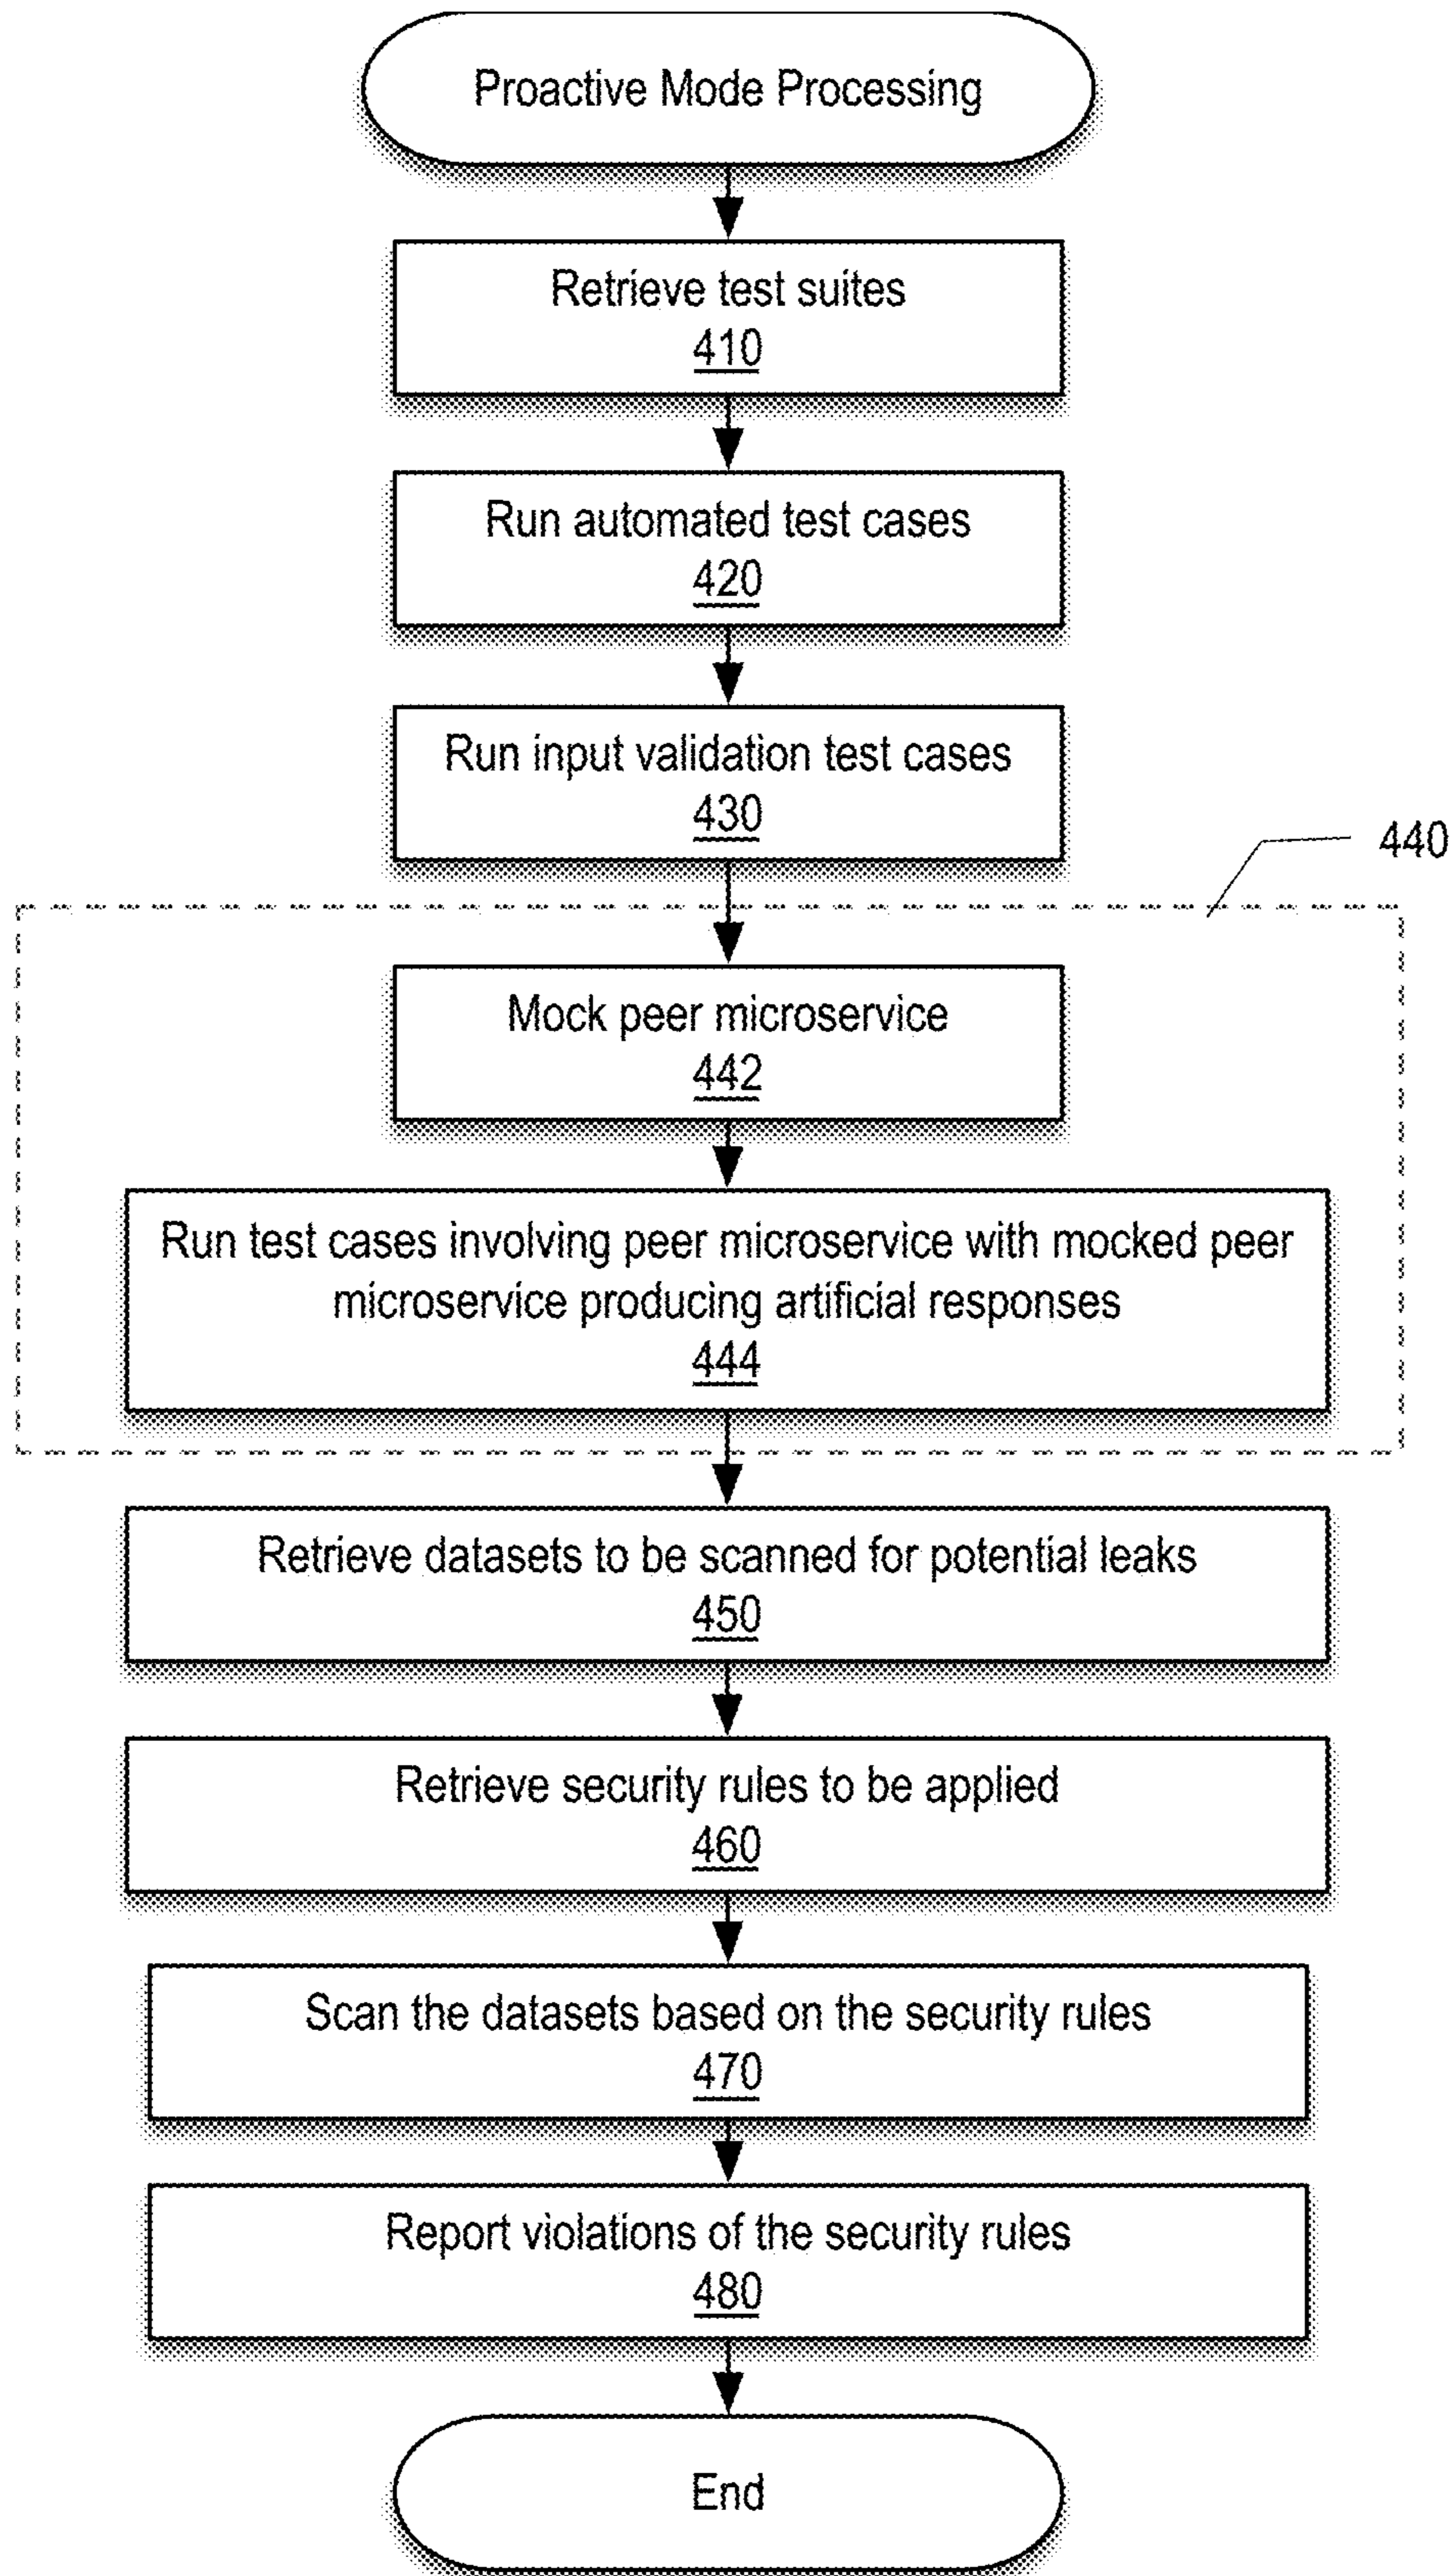 Proactive Mode Processing
Retrieve test suites
410
Run automated test cases
420
Run input validation test cases
430
440
Mock peer microservice
442
Run test cases involving peer microservice with mocked peer
microservice producing artificial responses
444
Retrieve datasets to be scanned for potential leaks
450
Retrieve security rules to be applied
460
Scan the datasets based on the security rules
470
Report violations of the security rules
480
End